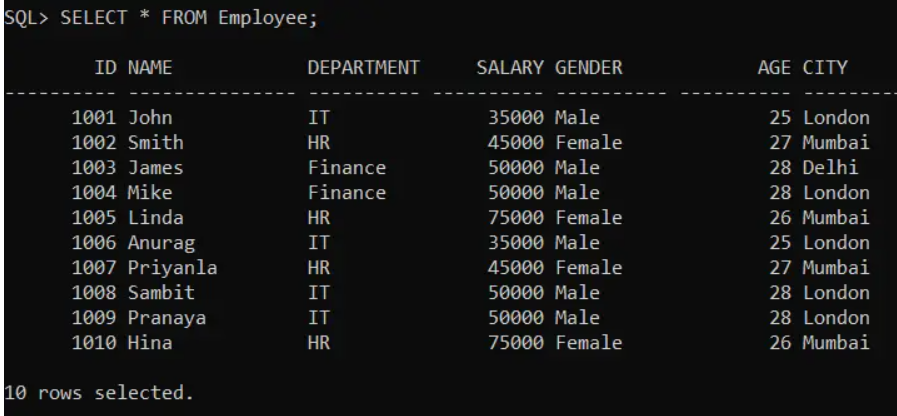 SQL> SELECT * FROM Employee;
ID NAME DEPARTMENT SALARY GENDER AGE CITY
---------- --------------- ---------- ---------- ---------- ---------- ---------
1001 John IT 35000 Male 25 London
1002 Smith HR 45000 Female 27 Mumbai
1003 James Finance 50000 Male 28 Delhi
1004 Mike Finance 50000 Male 28 London
1005 Linda HR 75000 Female 26 Mumbai
1006 Anurag IT 35000 Male 25 London
1007 Priyanla HR 45000 Female 27 Mumbai
1008 Sambit IT 50000 Male 28 London
1009 Pranaya IT 50000 Male 28 London
1010 Hina HR 75000 Female 26 Mumbai
10 rows selected.